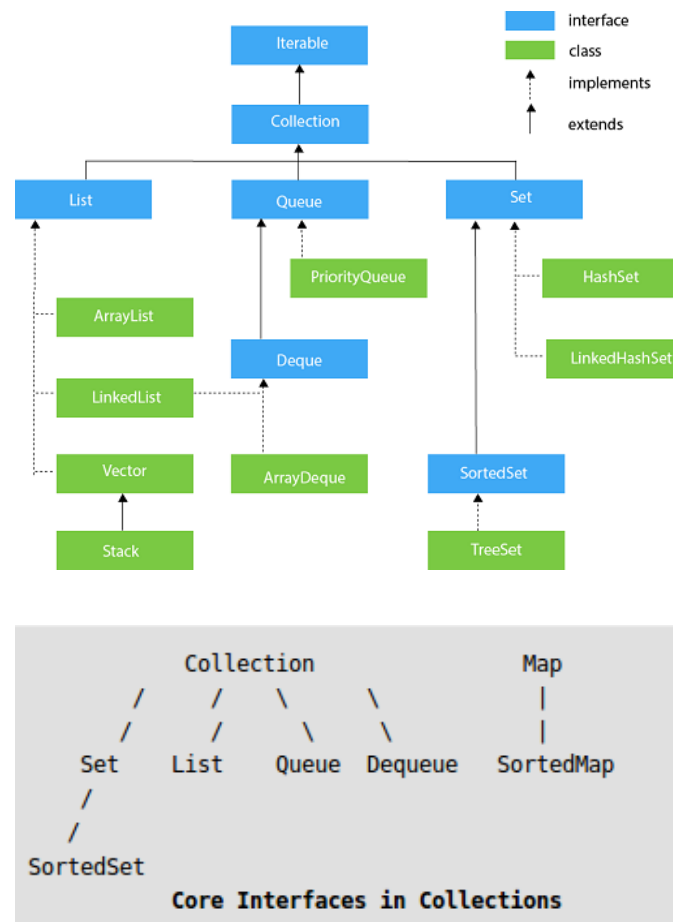 interface
Iterable
class
implements
Collection
extends
List
Queue
Set
PriorityQueue
HashSet
ArrayList
Deque
LinkedHashSet
LinkedList
Vector
ArrayDeque
SortedSet
Stack
TreeSet
Collection Map
/ / \ \ |
/ / \ \ |
Set List Queue Dequeue SortedMap
/
/
SortedSet
Core Interfaces in Collections